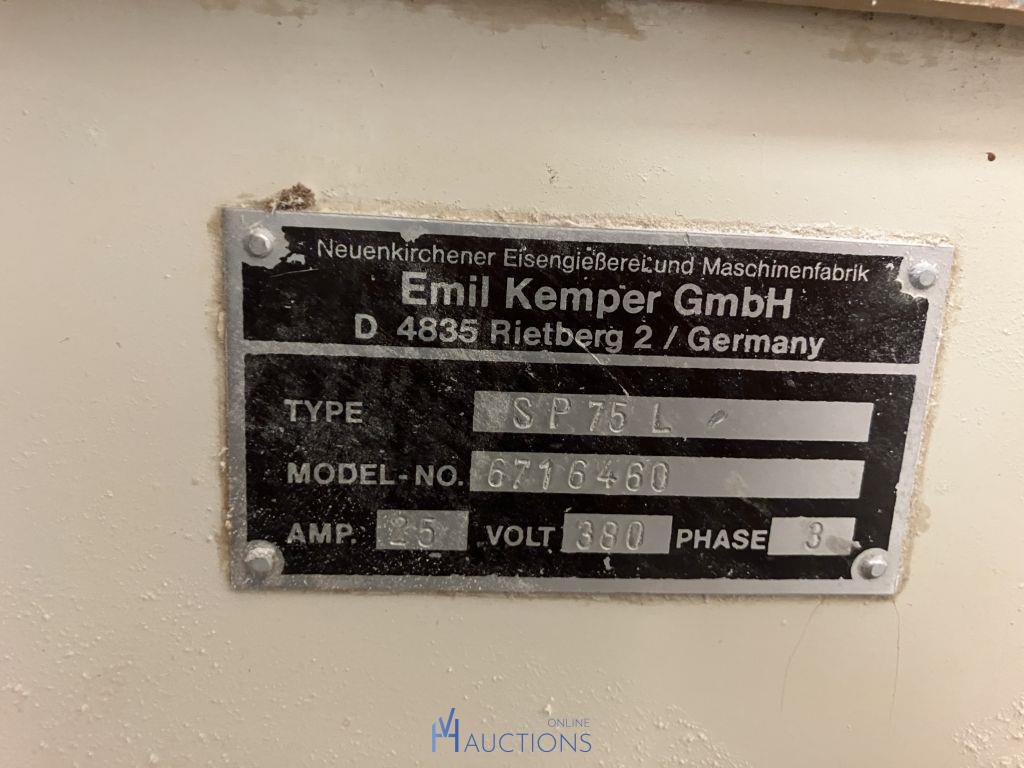 Neuenkirchener Eisengießerei und Maschinenfabrik
Emil Kemper GmbH
D 4835 Rietberg 2 / Germany
TYPE SP 75 L
MODEL-NO. 6716460
AMP. 25 VOLT 380 PHASE 3
ONLINE
AUCTIONS